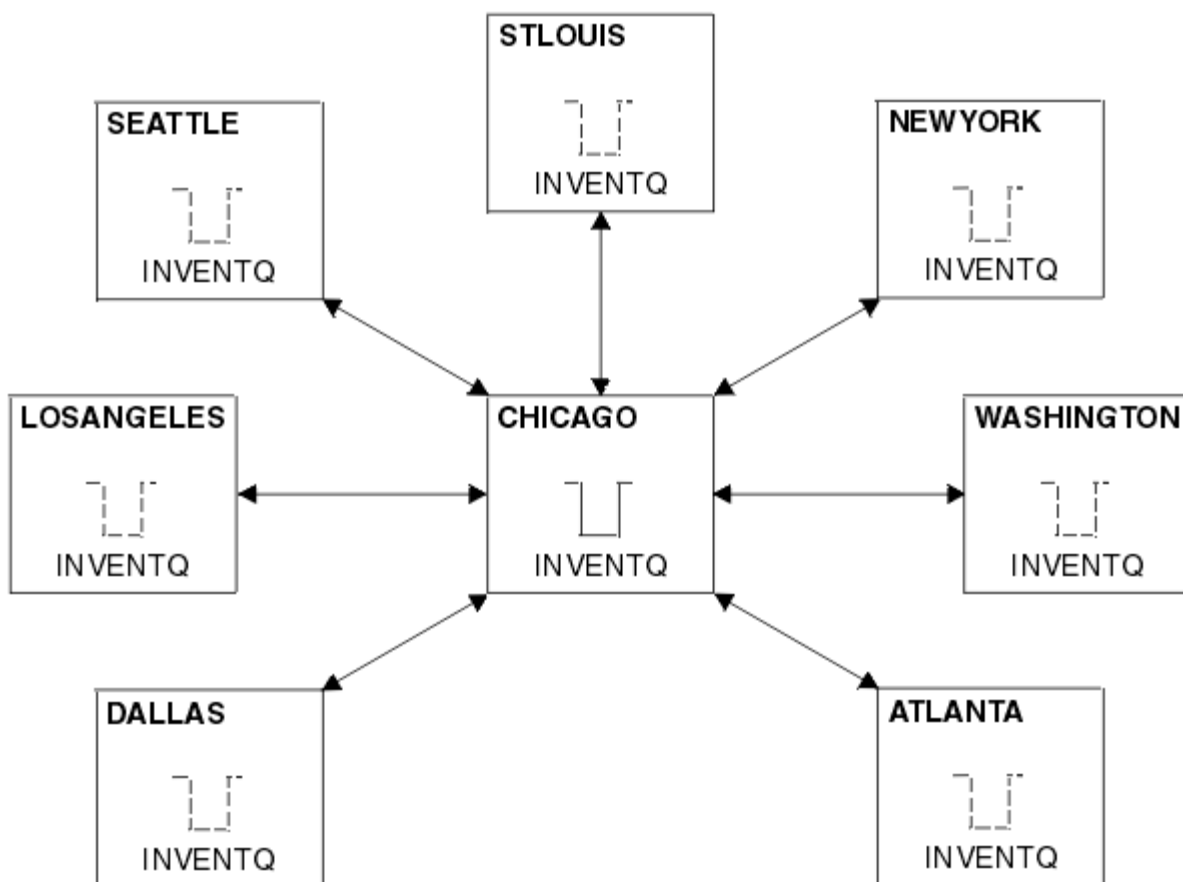 STLOUIS
INVENTQ
SEATTLE
INVENTQ
NEWYORK
INVENTQ
LOSANGELES
INVENTQ
CHICAGO
INVENTQ
WASHINGTON
INVENTQ
DALLAS
INVENTQ
ATLANTA
INVENTQ